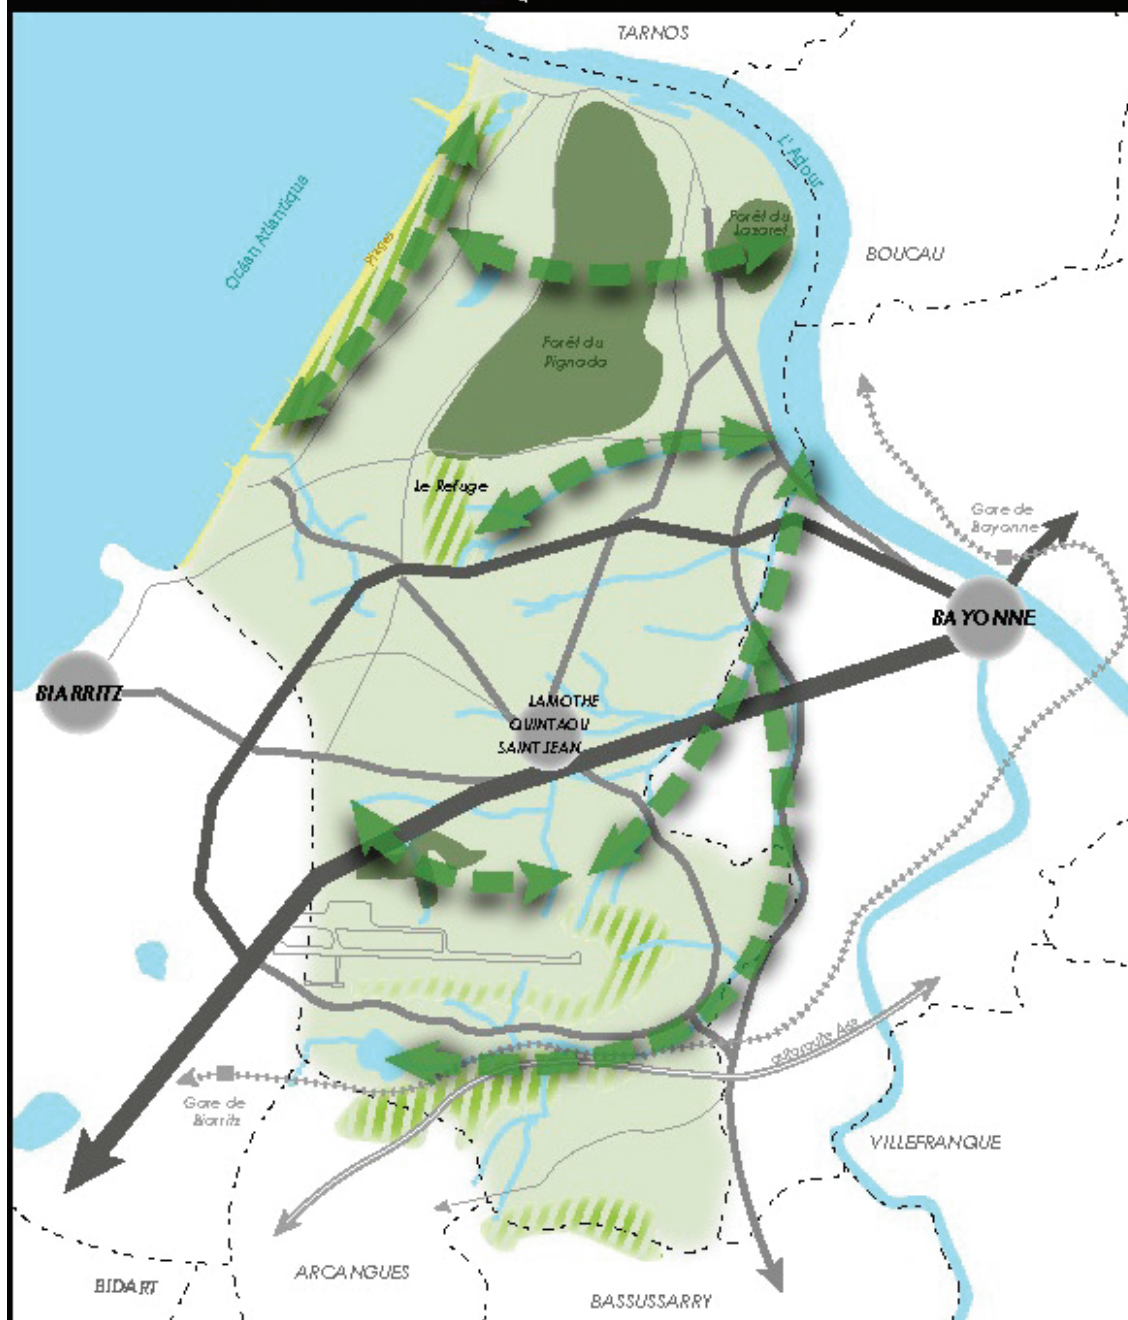 TARNOS
L'Adour
Océan Atlantique
Plages
Forêt du
Lazaret
BOUCAU
Forêt du
Pignada
Le Refuge
Gare de
Bayonne
BAYONNE
BIARRITZ
LAMOTHE
QUINTAOU
SAINT JEAN
autoroute A63
Gare de
Biarritz
VILLEFRANQUE
ARCANGUES
BIDART
BASSUSSARRY